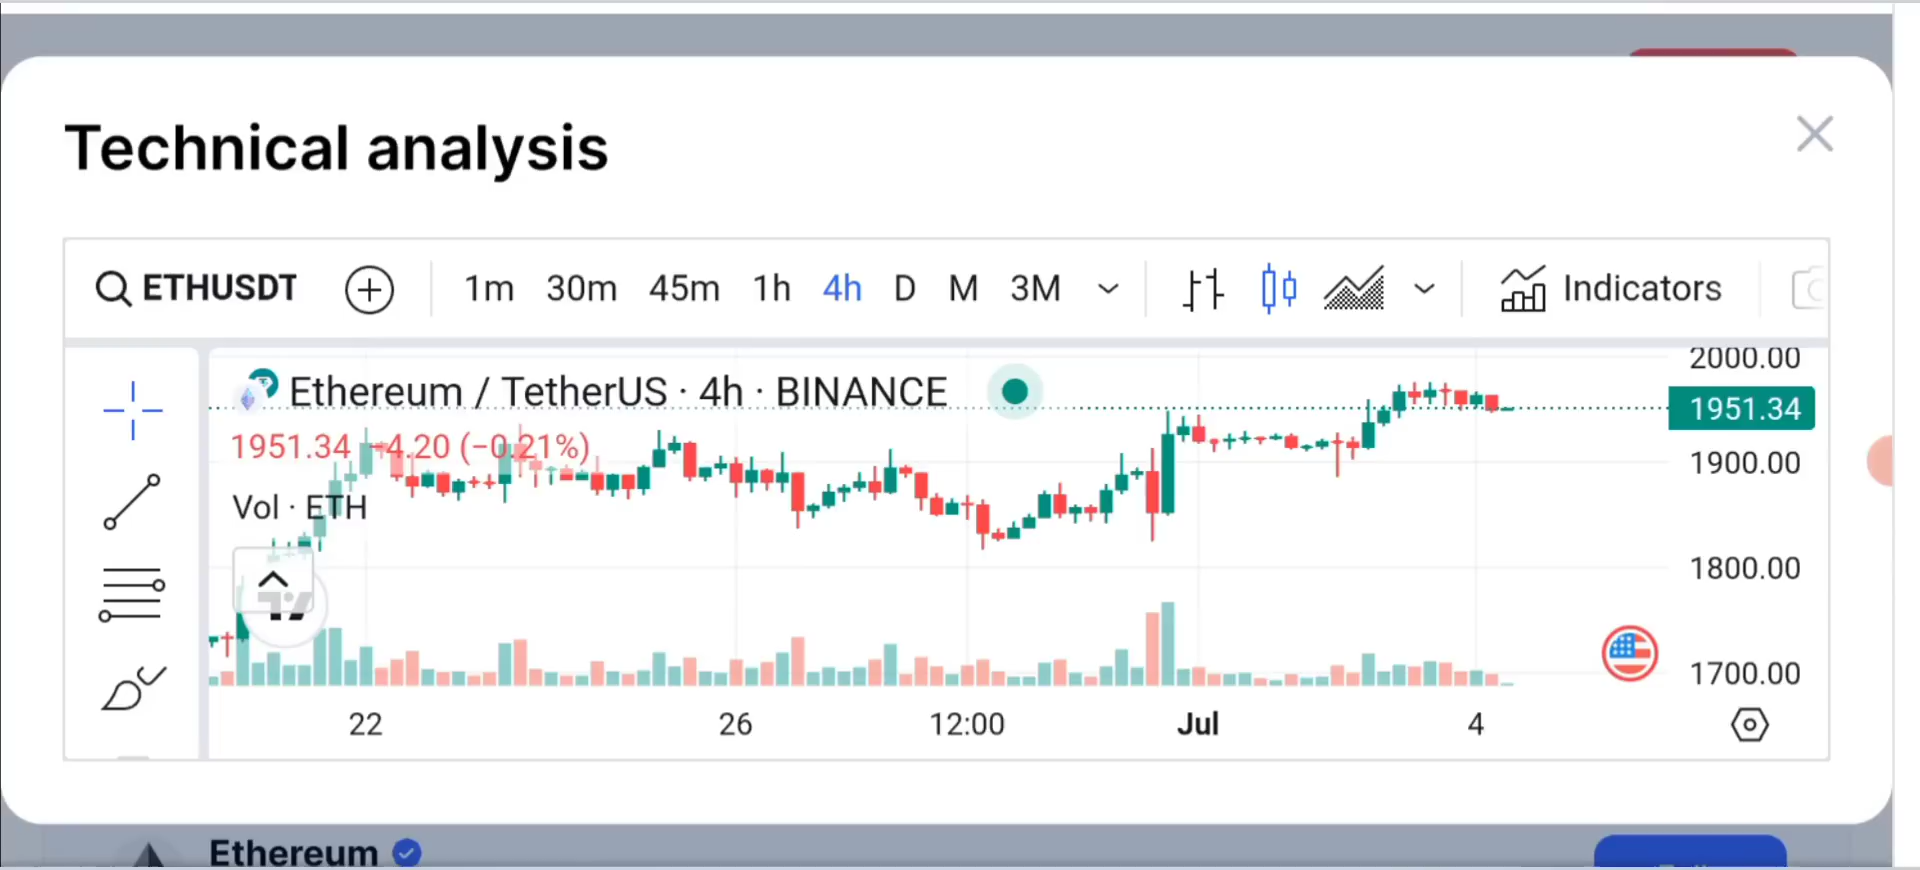 Technical analysis
ETHUSDT 1m 30m 45m 1h 4h D M 3M Indicators
2000.00
Ethereum / TetherUS · 4h · BINANCE
1951.34
1951.34 −4.20 (−0.21%)
1900.00
Vol · ETH
1800.00
1700.00
22 26 12:00 Jul 4
Ethereum